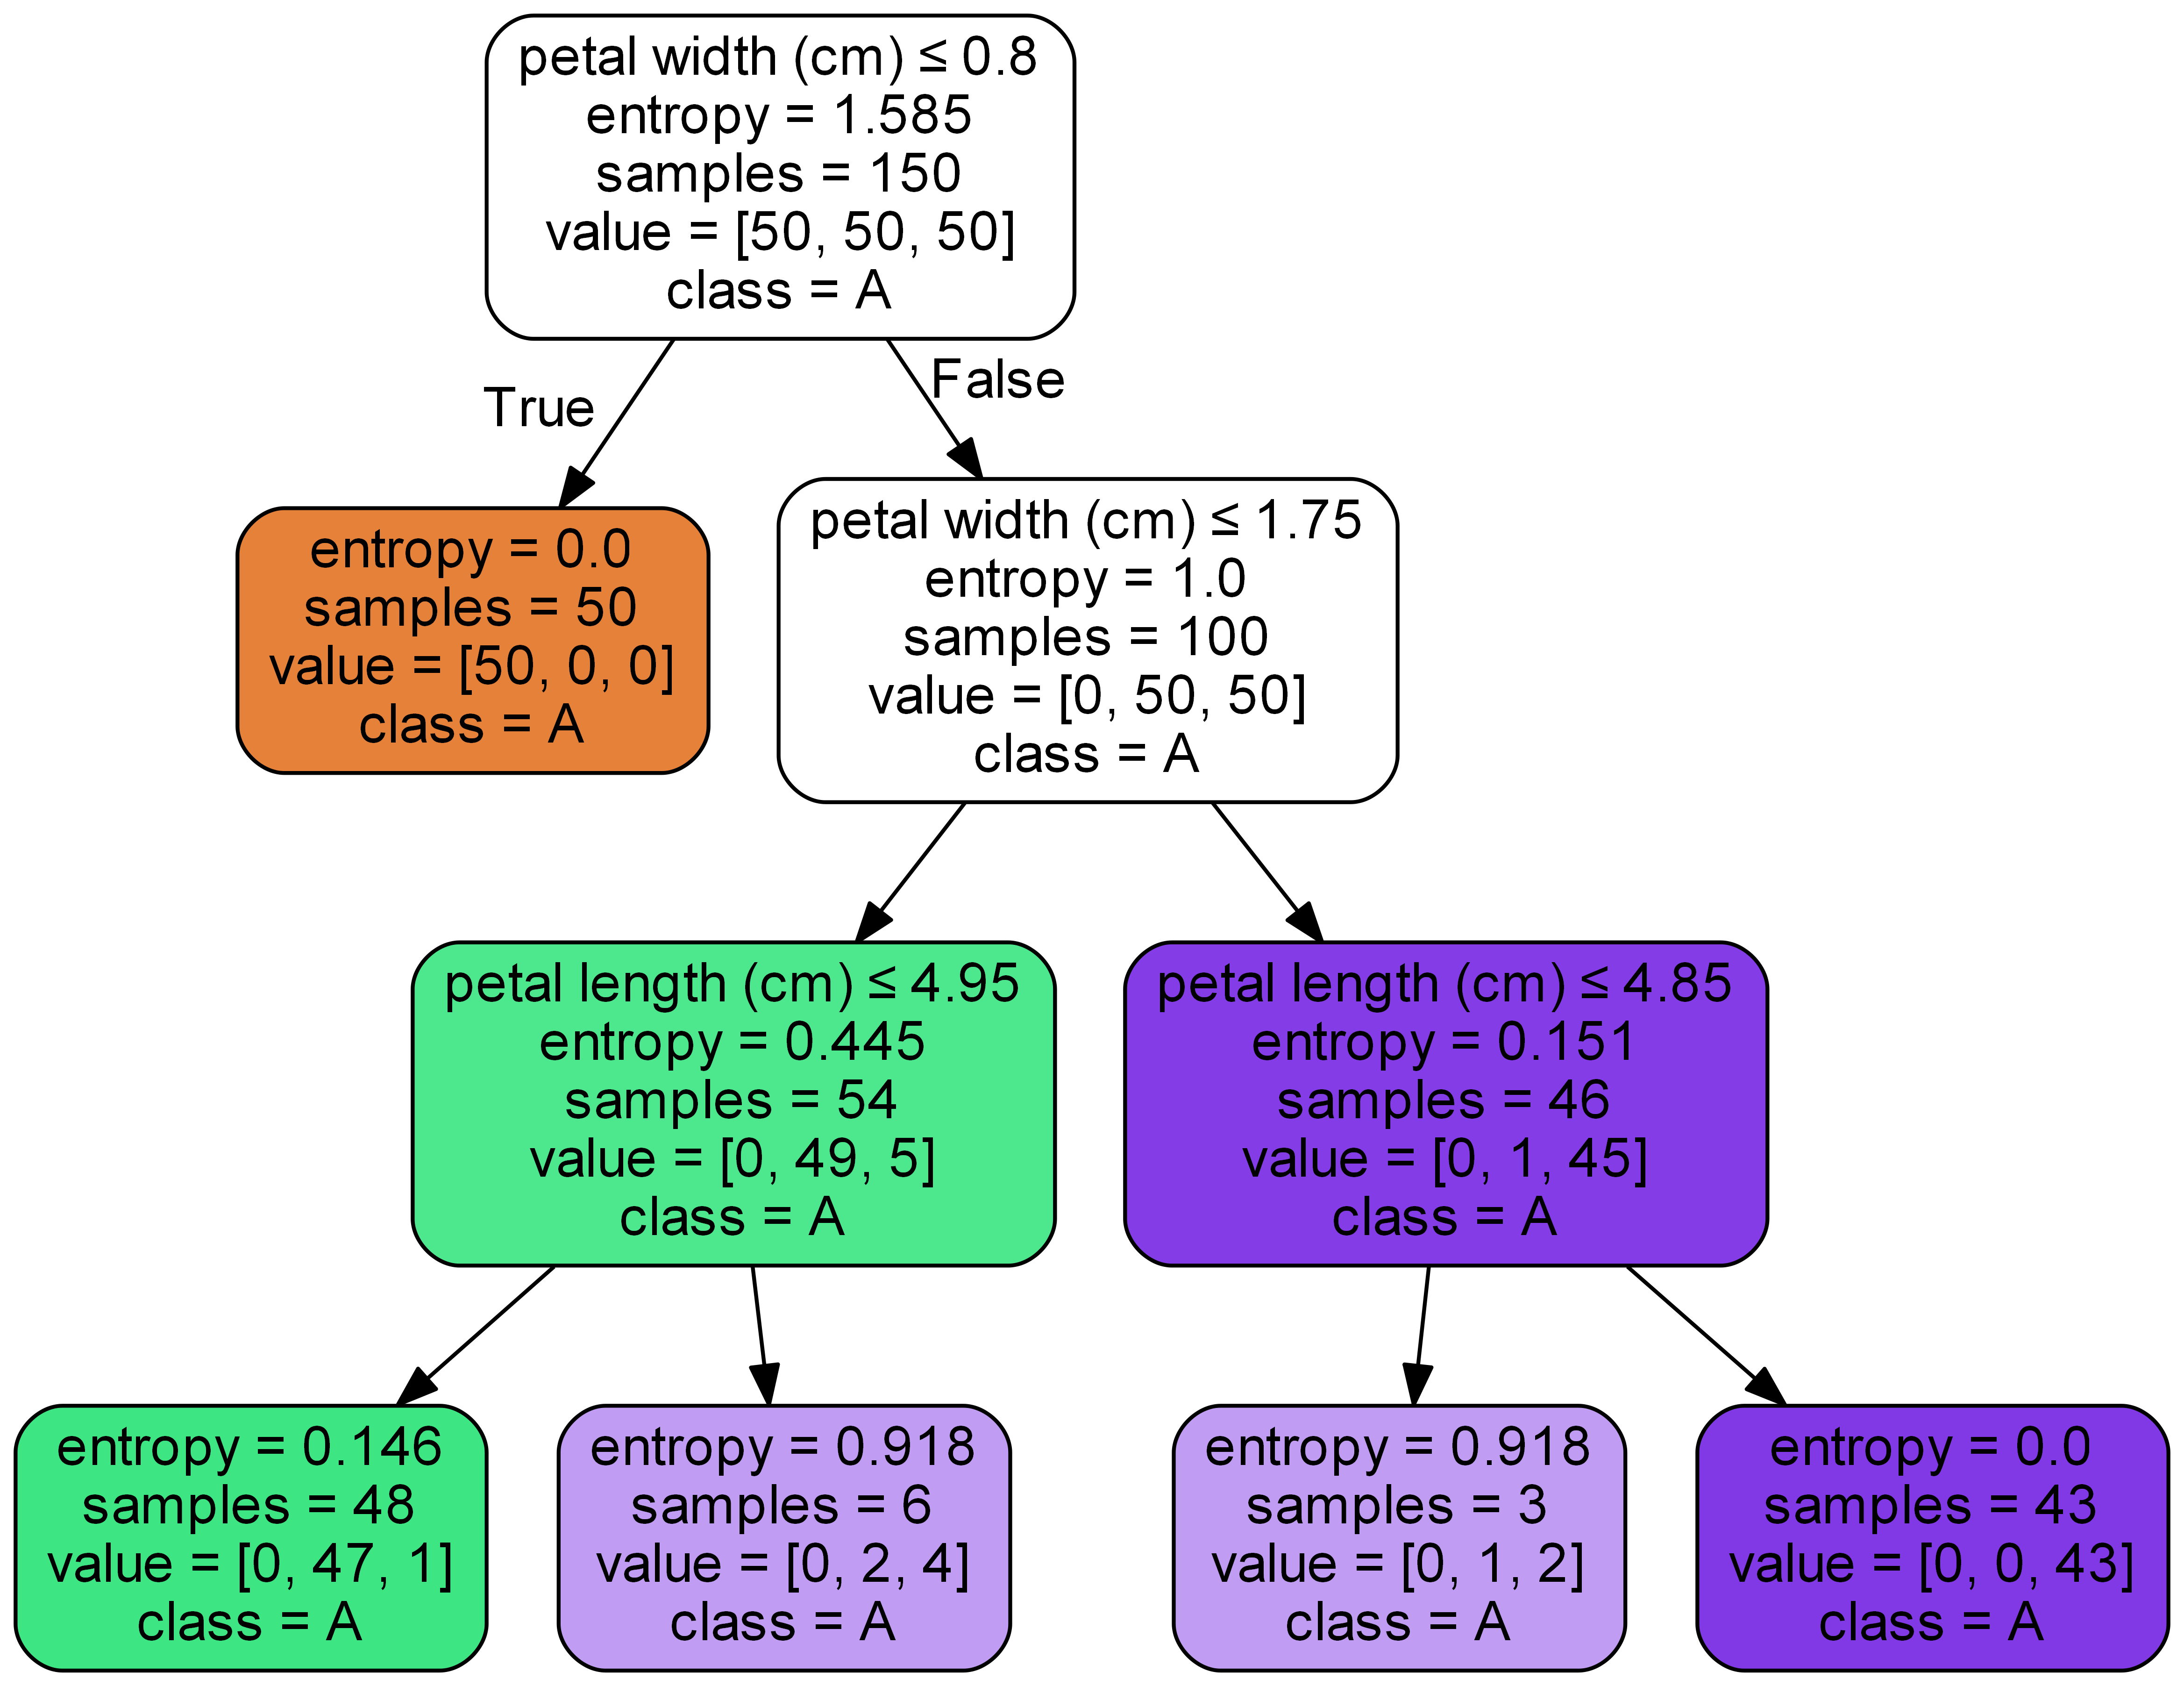 petal width (cm) ≤ 0.8
entropy = 1.585
samples = 150
value = [50, 50, 50]
class = A
True
False
entropy = 0.0
samples = 50
value = [50, 0, 0]
class = A
petal width (cm) ≤ 1.75
entropy = 1.0
samples = 100
value = [0, 50, 50]
class = A
petal length (cm) ≤ 4.95
entropy = 0.445
samples = 54
value = [0, 49, 5]
class = A
petal length (cm) ≤ 4.85
entropy = 0.151
samples = 46
value = [0, 1, 45]
class = A
entropy = 0.146
samples = 48
value = [0, 47, 1]
class = A
entropy = 0.918
samples = 6
value = [0, 2, 4]
class = A
entropy = 0.918
samples = 3
value = [0, 1, 2]
class = A
entropy = 0.0
samples = 43
value = [0, 0, 43]
class = A